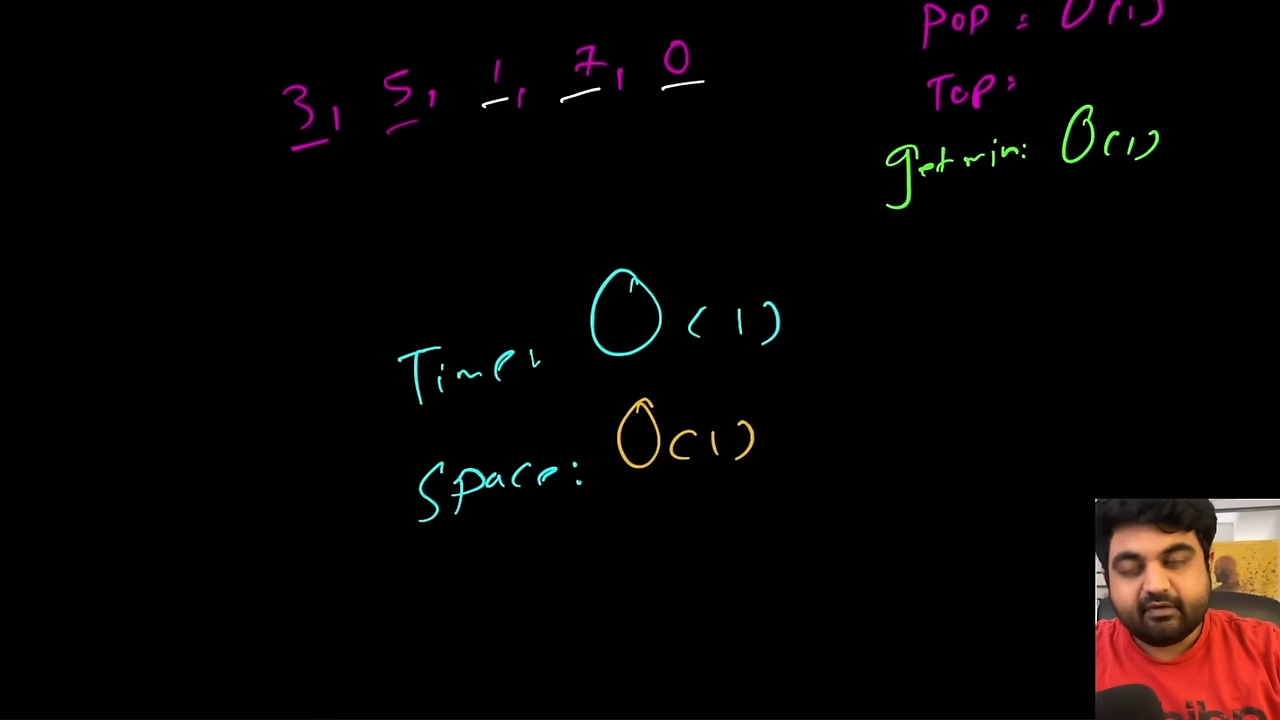 3, 5, 1, 7, 0
POP: O(1)
TOP:
getmin: O(1)
Time: O(1)
Space: O(1)